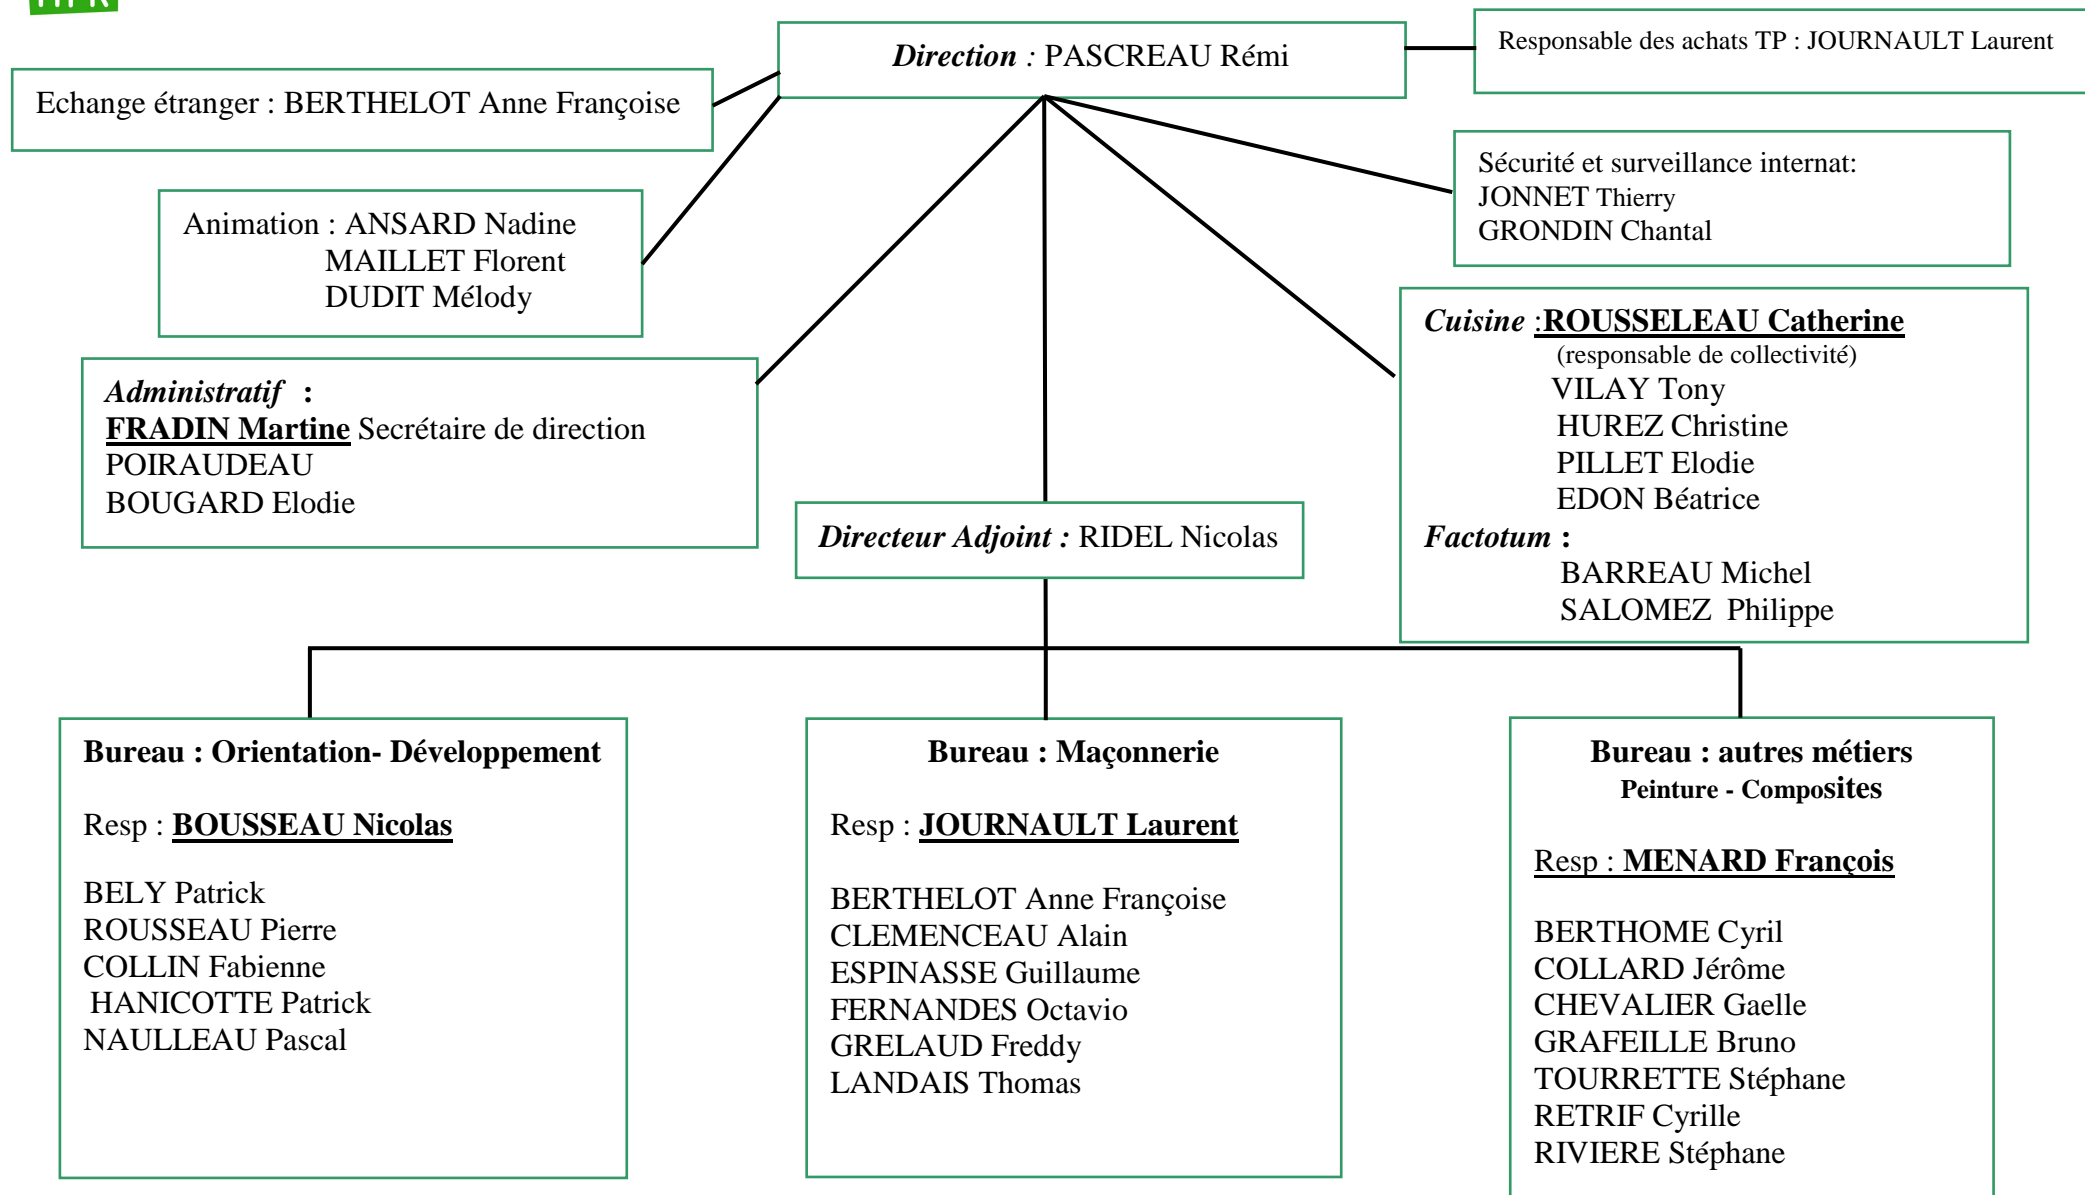 Direction : PASCREAU Rémi
Responsable des achats TP : JOURNAULT Laurent
Echange étranger : BERTHELOT Anne Françoise
Sécurité et surveillance internat:
JONNET Thierry
GRONDIN Chantal
Animation : ANSARD Nadine
MAILLET Florent
DUDIT Mélody
Cuisine :ROUSSELEAU Catherine
(responsable de collectivité)
VILAY Tony
HUREZ Christine
PILLET Elodie
EDON Béatrice
Factotum :
BARREAU Michel
SALOMEZ Philippe
Administratif :
FRADIN Martine Secrétaire de direction
POIRAUDEAU
BOUGARD Elodie
Directeur Adjoint : RIDEL Nicolas
Bureau : Orientation- Développement
Resp : BOUSSEAU Nicolas
BELY Patrick
ROUSSEAU Pierre
COLLIN Fabienne
HANICOTTE Patrick
NAULLEAU Pascal
Bureau : Maçonnerie
Resp : JOURNAULT Laurent
BERTHELOT Anne Françoise
CLEMENCEAU Alain
ESPINASSE Guillaume
FERNANDES Octavio
GRELAUD Freddy
LANDAIS Thomas
Bureau : autres métiers
Peinture - Composites
Resp : MENARD François
BERTHOME Cyril
COLLARD Jérôme
CHEVALIER Gaelle
GRAFEILLE Bruno
TOURRETTE Stéphane
RETRIF Cyrille
RIVIERE Stéphane